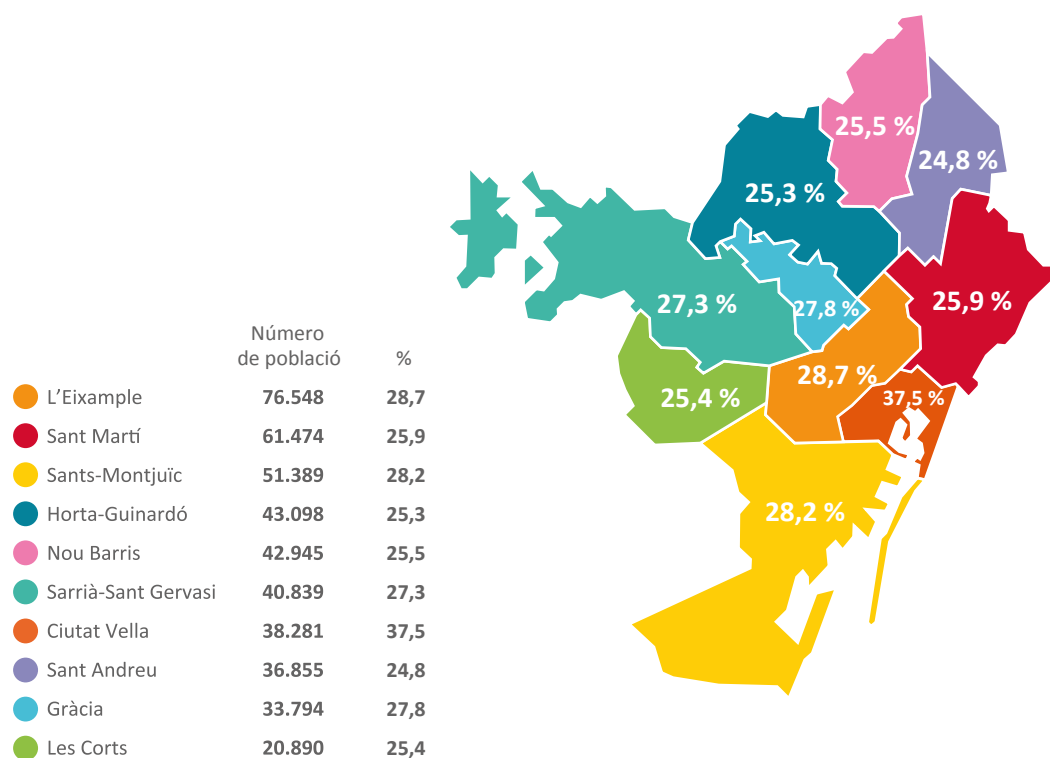 25,5 %
24,8 %
25,3 %
27,3 %
27,8 %
25,9 %
28,7 %
25,4 %
37,5 %
28,2 %
Número
de població %
L'Eixample 76.548 28,7
Sant Martí 61.474 25,9
Sants-Montjuïc 51.389 28,2
Horta-Guinardó 43.098 25,3
Nou Barris 42.945 25,5
Sarrià-Sant Gervasi 40.839 27,3
Ciutat Vella 38.281 37,5
Sant Andreu 36.855 24,8
Gràcia 33.794 27,8
Les Corts 20.890 25,4